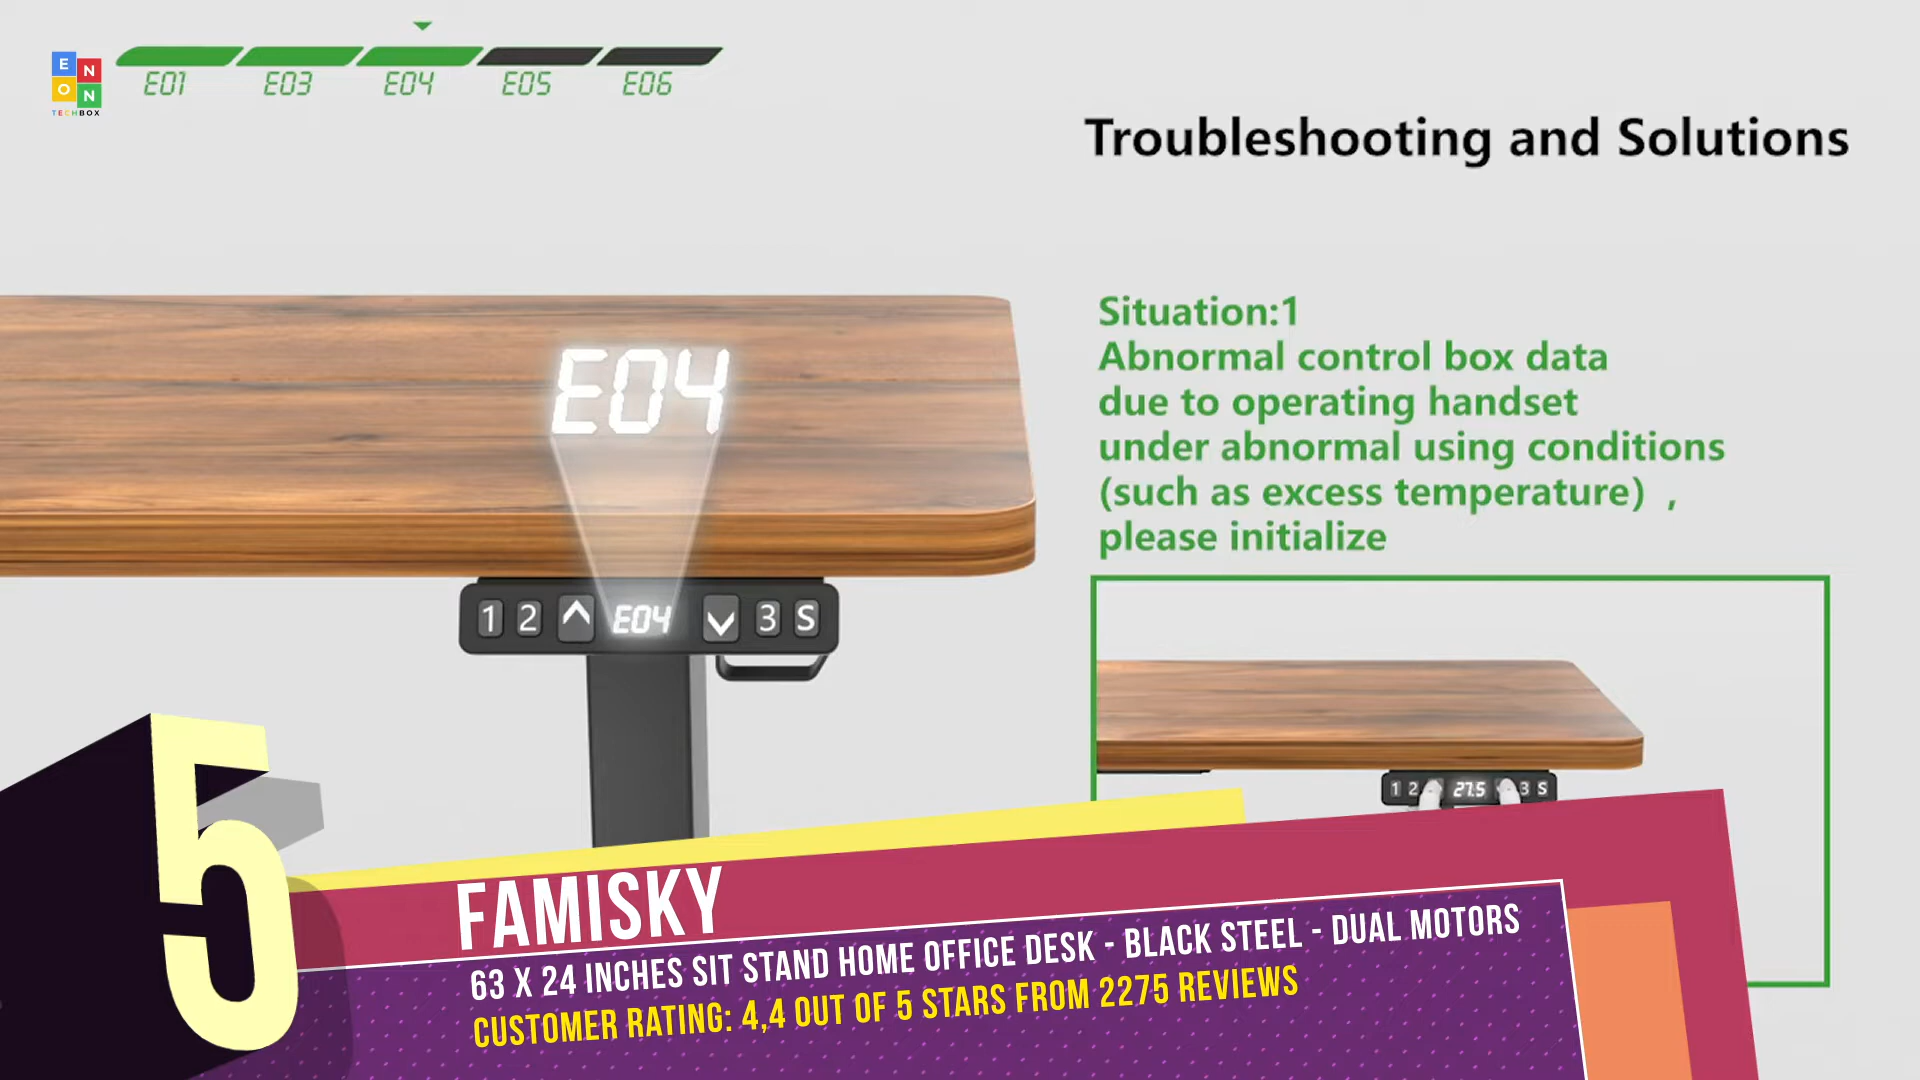 E
N
O
N
TECHBOX
E01
E03
E04
E05
E06
Troubleshooting and Solutions
Situation:1
Abnormal control box data
due to operating handset
under abnormal using conditions
(such as excess temperature) ,
please initialize
E04
1 2 E04 3 S
1 2 27.5 3 S
5
FAMISKY
63 X 24 INCHES SIT STAND HOME OFFICE DESK - BLACK STEEL - DUAL MOTORS
CUSTOMER RATING: 4,4 OUT OF 5 STARS FROM 2275 REVIEWS